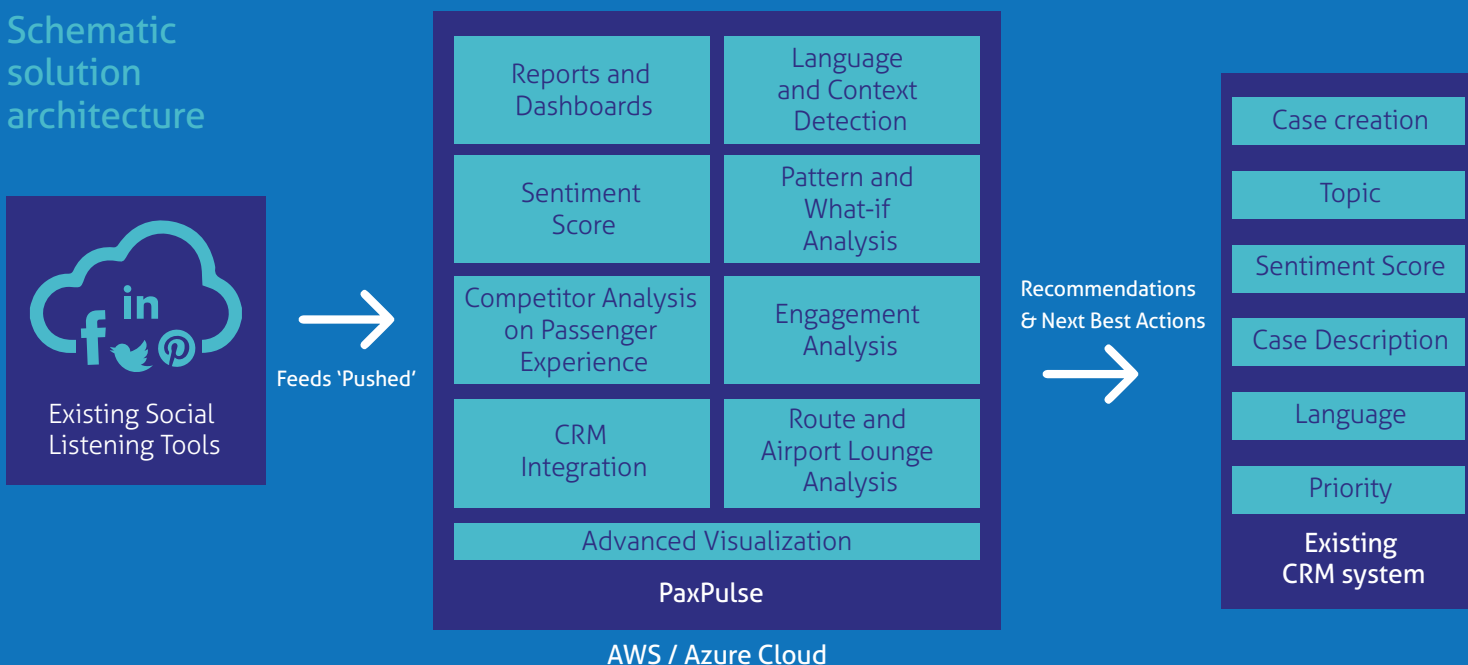 Schematic
solution
architecture
Existing Social
Listening Tools
Feeds ‘Pushed’
Reports and
Dashboards
Language
and Context
Detection
Sentiment
Score
Pattern and
What-if
Analysis
Competitor Analysis
on Passenger
Experience
Engagement
Analysis
CRM
Integration
Route and
Airport Lounge
Analysis
Advanced Visualization
PaxPulse
AWS / Azure Cloud
Recommendations
& Next Best Actions
Case creation
Topic
Sentiment Score
Case Description
Language
Priority
Existing
CRM system